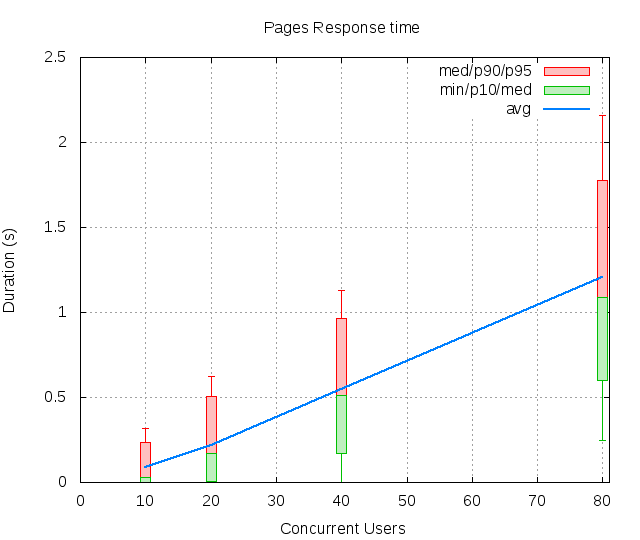 Pages Response time
2.5
2
1.5
1
0.5
0
Duration (s)
med/p90/p95
min/p10/med
avg
0 10 20 30 40 50 60 70 80
Concurrent Users